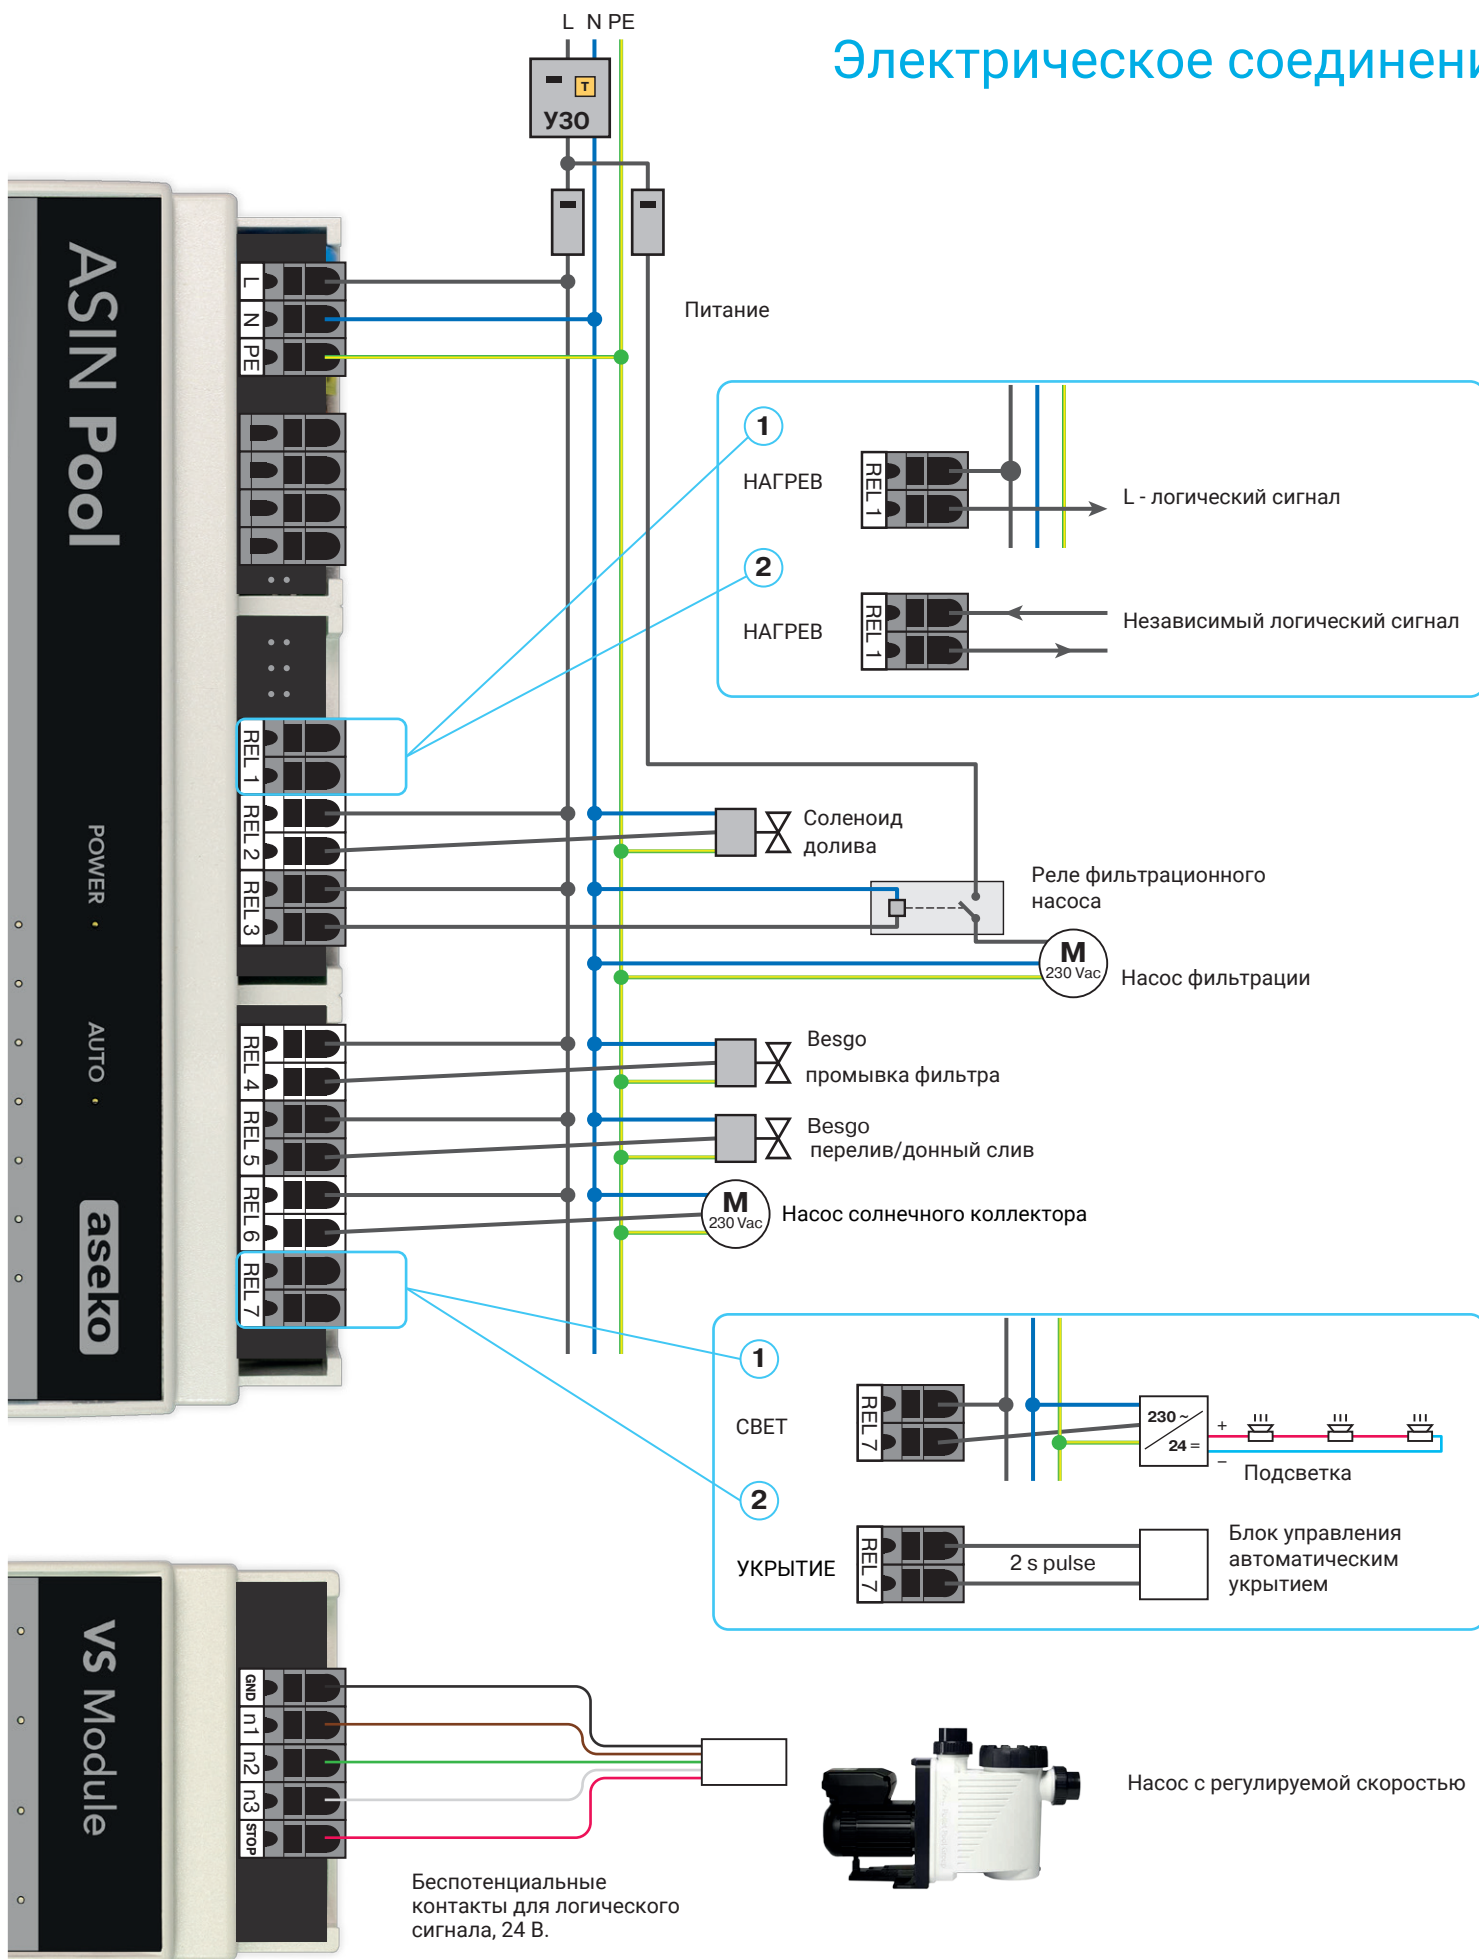 L N PE
Электрическое соединени
T
УЗО
ASIN Pool
L
N
PE
Питание
1
НАГРЕВ
REL 1
L - логический сигнал
2
НАГРЕВ
REL 1
Независимый логический сигнал
POWER
AUTO
aseko
REL 1
REL 2
REL 3
REL 4
REL 5
REL 6
REL 7
Соленоид
долива
Реле фильтрационного
насоса
M
230 Vac
Насос фильтрации
Besgo
промывка фильтра
Besgo
перелив/донный слив
M
230 Vac
Насос солнечного коллектора
1
СВЕТ
REL 7
230 ~
24 =
+
–
Подсветка
2
УКРЫТИЕ
REL 7
2 s pulse
Блок управления
автоматическим
укрытием
VS Module
GND
n1
n2
n3
STOP
Насос с регулируемой скоростью
Беспотенциальные
контакты для логического
сигнала, 24 В.